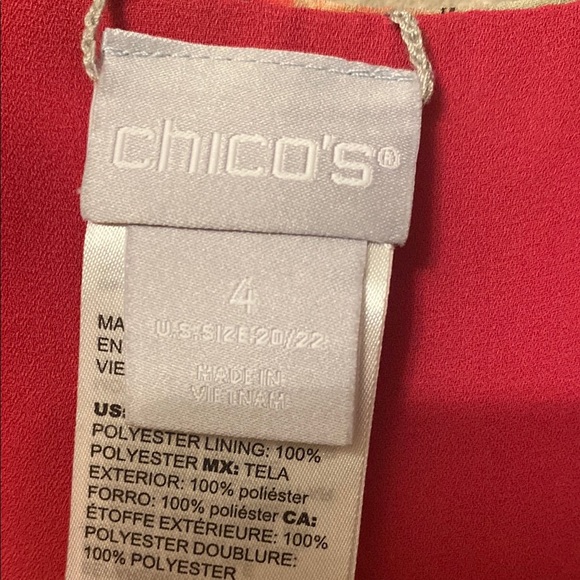 chico's®
4
U.S. SIZE 20/22
MADE IN
VIETNAM
MA
EN
VIE
US:
POLYESTER LINING: 100%
POLYESTER MX: TELA
EXTERIOR: 100% poliéster
FORRO: 100% poliéster CA:
ÉTOFFE EXTÉRIEURE: 100%
POLYESTER DOUBLURE:
100% POLYESTER